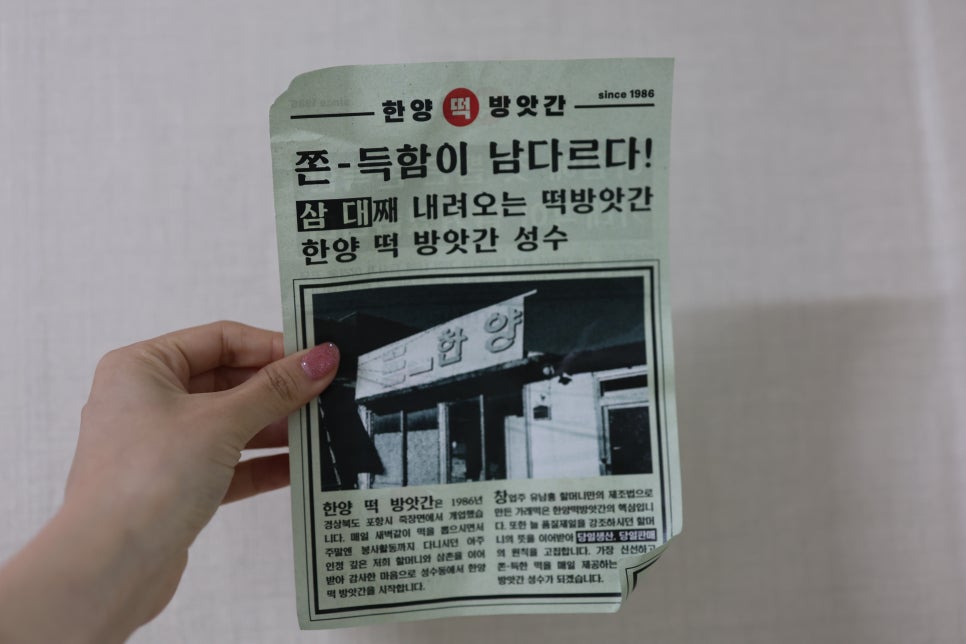 한양 떡 방앗간
since 1986
쫀-득함이 남다르다!
삼 대째 내려오는 떡방앗간
한양 떡 방앗간 성수
한양
한양 떡 방앗간은 1986년
경상북도 포항시 죽장면에서 개업했습
니다. 매일 새벽같이 떡을 뽑으시면서
주말엔 봉사활동까지 다니시던 아주
인정 깊은 저희 할머니와 삼촌을 이어
받아 감사한 마음으로 성수동에서 한양
떡 방앗간을 시작합니다.
창업주 유남흥 할머니만의 제조법으로
만든 가래떡은 한양떡방앗간의 핵심입니
다. 또한 늘 품질제일을 강조하시던 할머
니의 뜻을 이어받아 당일생산, 당일판매
의 원칙을 고집합니다. 가장 신선하고
쫀-득한 떡을 매일 제공하는
방앗간 성수가 되겠습니다.